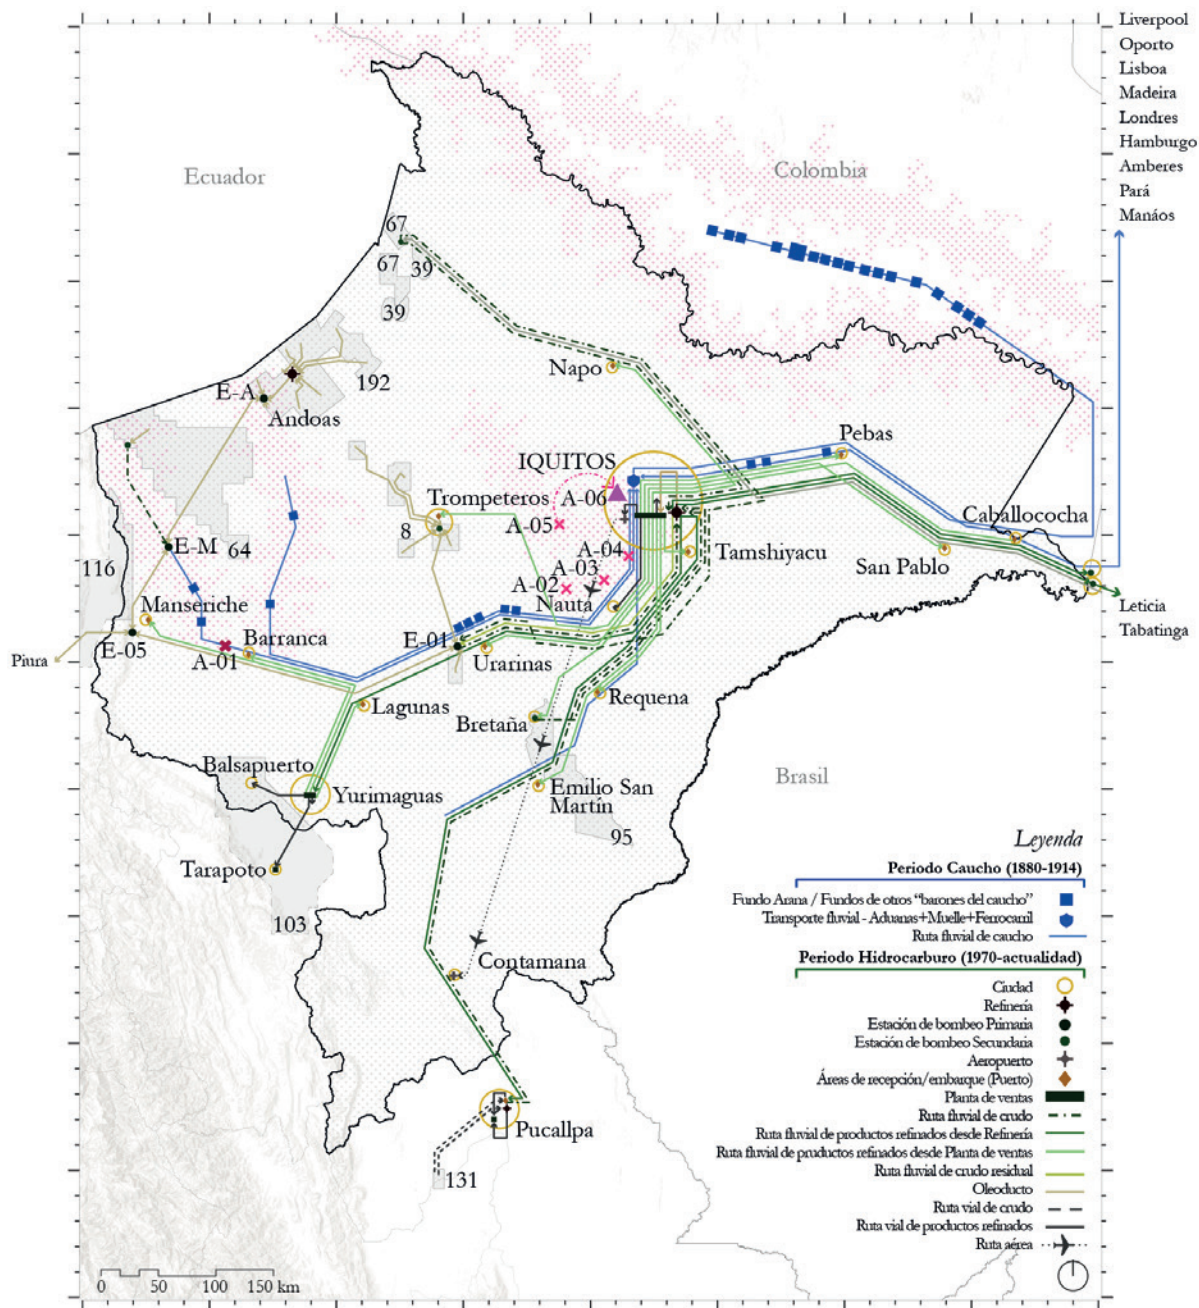 Liverpool
Oporto
Lisboa
Madeira
Londres
Hamburgo
Amberes
Pará
Manáos
Ecuador
Colombia
67
67
39
39
Napo
192
E-A
Andoas
Pebas
IQUITOS
A-06
Trompeteros
A-05
Caballococha
8
A-04
Tamshiyacu
E-M
64
San Pablo
116
A-03
A-02
Nauta
Manseriche
Leticia
Tabatinga
Barranca
E-01
E-05
A-01
Urarinas
Piura
Requena
Lagunas
Bretaña
Balsapuerto
Brasil
Yurimaguas
Emilio San
Martín
95
Tarapoto
103
Contamana
Pucallpa
131
Leyenda
Periodo Caucho (1880-1914)
Fundo Arana / Fundos de otros "barones del caucho"
Transporte fluvial - Aduanas+Muelle+Ferrocarril
Ruta fluvial de caucho
Periodo Hidrocarburo (1970-actualidad)
Ciudad
Refinería
Estación de bombeo Primaria
Estación de bombeo Secundaria
Aeropuerto
Áreas de recepción/embarque (Puerto)
Planta de ventas
Ruta fluvial de crudo
Ruta fluvial de productos refinados desde Refinería
Ruta fluvial de pruductos refinados desde Planta de ventas
Ruta fluvial de crudo residual
Oleoducto
Ruta vial de crudo
Ruta vial de productos refinados
Ruta aérea
0 50 100 150 km